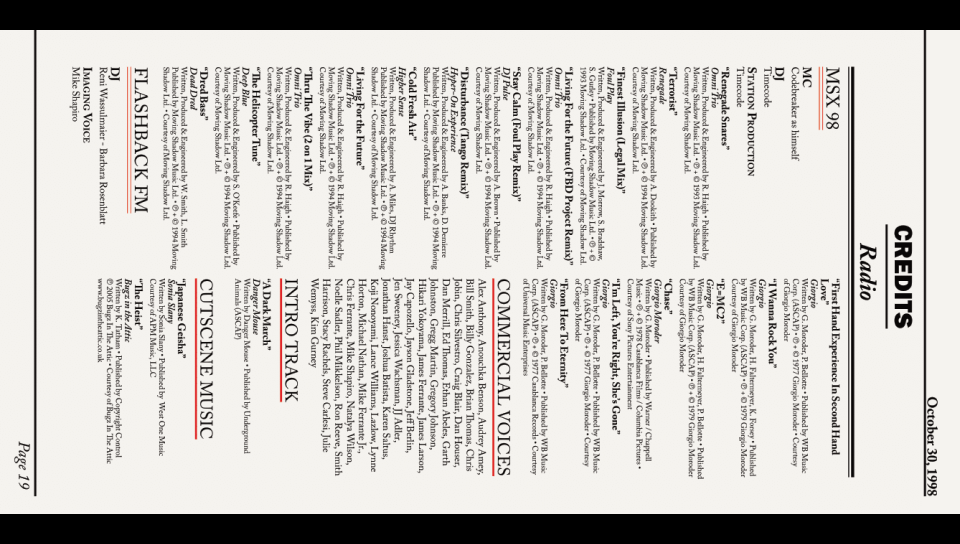 October 30, 1998
CREDITS
Radio
MSX 98
MC
Codebreaker as himself
DJ
Timecode
STATION PRODUCTION
Timecode
"Renegade Snares"
Omni Trio
Written, Produced & Engineered by R. Haigh • Published by
Moving Shadow Music Ltd. • ℗ + © 1993 Moving Shadow Ltd.
Courtesy of Moving Shadow Ltd.
"Terrorist"
Renegade
Written, Produced & Engineered by A. Doskith • Published by
Moving Shadow Music Ltd. • ℗ + © 1994 Moving Shadow Ltd.
Courtesy of Moving Shadow Ltd.
"Finest Illusion (Legal Mix)"
Foul Play
Written, Produced & Engineered by J. Morrow, S. Bradshaw,
S. Gurley • Published by Moving Shadow Music Ltd. • ℗ + ©
1993 Moving Shadow Ltd. • Courtesy of Moving Shadow Ltd.
"Living For the Future (FBD Project Remix)"
Omni Trio
Written, Produced & Engineered by R. Haigh • Published by
Moving Shadow Music Ltd. • ℗ + © 1994 Moving Shadow Ltd.
Courtesy of Moving Shadow Ltd.
"Stay Calm (Foul Play Remix)"
DJ Pulse
Written, Produced & Engineered by A. Brown • Published by
Moving Shadow Music Ltd. • ℗ + © 1994 Moving Shadow Ltd.
Courtesy of Moving Shadow Ltd.
"Disturbance (Tango Remix)"
Hyper-On Experience
Written, Produced & Engineered by A. Banks, D. Demierre
Published by Moving Shadow Music Ltd. • ℗ + © 1994 Moving
Shadow Ltd. • Courtesy of Moving Shadow Ltd.
"Cold Fresh Air"
Higher Sense
Written, Produced & Engineered by A. Miles, DJ Rhythm
Published by Moving Shadow Music Ltd. • ℗ + © 1994 Moving
Shadow Ltd. • Courtesy of Moving Shadow Ltd.
"Living for the Future"
Omni Trio
Written, Produced & Engineered by R. Haigh • Published by
Moving Shadow Music Ltd. • ℗ + © 1994 Moving Shadow Ltd.
Courtesy of Moving Shadow Ltd.
"Thru The Vibe (2 on 1 Mix)"
Omni Trio
Written, Produced & Engineered by R. Haigh • Published by
Moving Shadow Music Ltd. • ℗ + © 1994 Moving Shadow Ltd.
Courtesy of Moving Shadow Ltd.
"The Helicopter Tune"
Deep Blue
Written, Produced & Engineered by S. O'Keefe • Published by
Moving Shadow Music Ltd. • ℗ + © 1994 Moving Shadow Ltd.
Courtesy of Moving Shadow Ltd.
"Dred Bass"
Dead Dred
Written, Produced & Engineered by W. Smith, L. Smith
Published by Moving Shadow Music Ltd. • ℗ + © 1994 Moving
Shadow Ltd. • Courtesy of Moving Shadow Ltd.
FLASHBACK FM
DJ
Reni Wassulmaier - Barbara Rosenblatt
IMAGING VOICE
Mike Shapiro
"First Hand Experience In Second Hand
Love"
Giorgio
Written by G. Moroder, P. Bellotte • Published by WB Music
Corp. (ASCAP) • ℗ + © 1977 Giorgio Moroder • Courtesy
of Giorgio Moroder
"I Wanna Rock You"
Giorgio
Written by G. Moroder, H. Faltermeyer, K. Forsey • Published
by WB Music Corp. (ASCAP) • ℗ + © 1979 Giorgio Moroder
Courtesy of Giorgio Moroder
"E=MC2"
Giorgio
Written by G. Moroder, H. Faltermeyer, P. Bellotte • Published
by WB Music Corp. (ASCAP) • ℗ + © 1979 Giorgio Moroder
Courtesy of Giorgio Moroder
"Chase"
Giorgio Moroder
Written by G. Moroder • Published by Warner / Chappell
Music • ℗ + © 1978 Casablanca Films / Columbia Pictures •
Courtesy of Sony Pictures Entertainment
"I'm Left, You're Right, She's Gone"
Giorgio
Written by G. Moroder, P. Bellotte • Published by WB Music
Corp. (ASCAP) • ℗ + © 1977 Giorgio Moroder • Courtesy
of Giorgio Moroder
"From Here To Eternity"
Giorgio
Written by G. Moroder, P. Bellotte • Published by WB Music
Corp. (ASCAP) • ℗ + © 1977 Casablanca Records • Courtesy
of Universal Music Enterprises
COMMERCIAL VOICES
Alex Anthony, Anouchka Benson, Audrey Amey,
Bill Smith, Billy Gonzalez, Brian Thomas, Chris
Jobin, Chris Silvestro, Craig Blair, Dan Houser,
Dan Merrill, Ed Thomas, Ethan Abeles, Garth
Johnston, Gregg Martin, Gregory Johnson,
Hikari Yokoyama, James Ferrante, James Larson,
Jay Capozello, Jayson Gladstone, Jeff Berlin,
Jen Sweeney, Jessica Wachsman, JJ Adler,
Jonathan Hanst, Josh Bautista, Karen Saltus,
Koji Nonoyami, Lance Williams, Lazlow, Lynne
Horton, Michael Nathan, Mike Ferrante Jr.,
Chris Ferrante, Mike Shapiro, Natalya Wilson,
Noelle Sadler, Phil Mikkelson, Ron Reeve, Smith
Harrison, Stacy Rachels, Steve Carlesi, Julie
Wemyss, Kim Gurney
INTRO TRACK
"A Dark March"
Danger Mouse
Written by Danger Mouse • Published by Underground
Animals (ASCAP)
CUTSCENE MUSIC
"Japanese Geisha"
Sonia Slany
Written by Sonia Slany • Published by West One Music
Courtesy of APM Music, LLC.
"The Heist"
Bugz in the Attic
Written by K. Tatham • Published by Copyright Control
© 2005 Bugz In The Attic • Courtesy of Bugz In The Attic
www.bugzintheattic.co.uk
Page 19